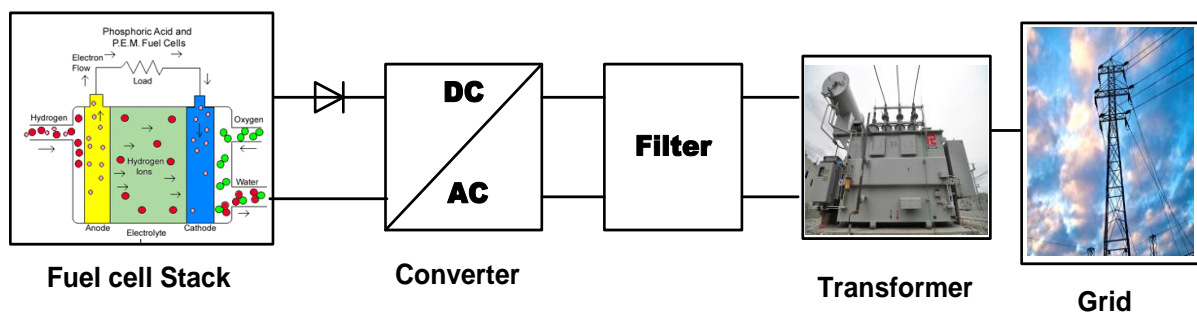 Phosphoric Acid and
P.E.M. Fuel Cells
Electron
Flow
Load
Hydrogen
Oxygen
Hydrogen
Ions
Water
Anode
Electrolyte
Cathode
DC
AC
Filter
Fuel cell Stack
Converter
Transformer
Grid